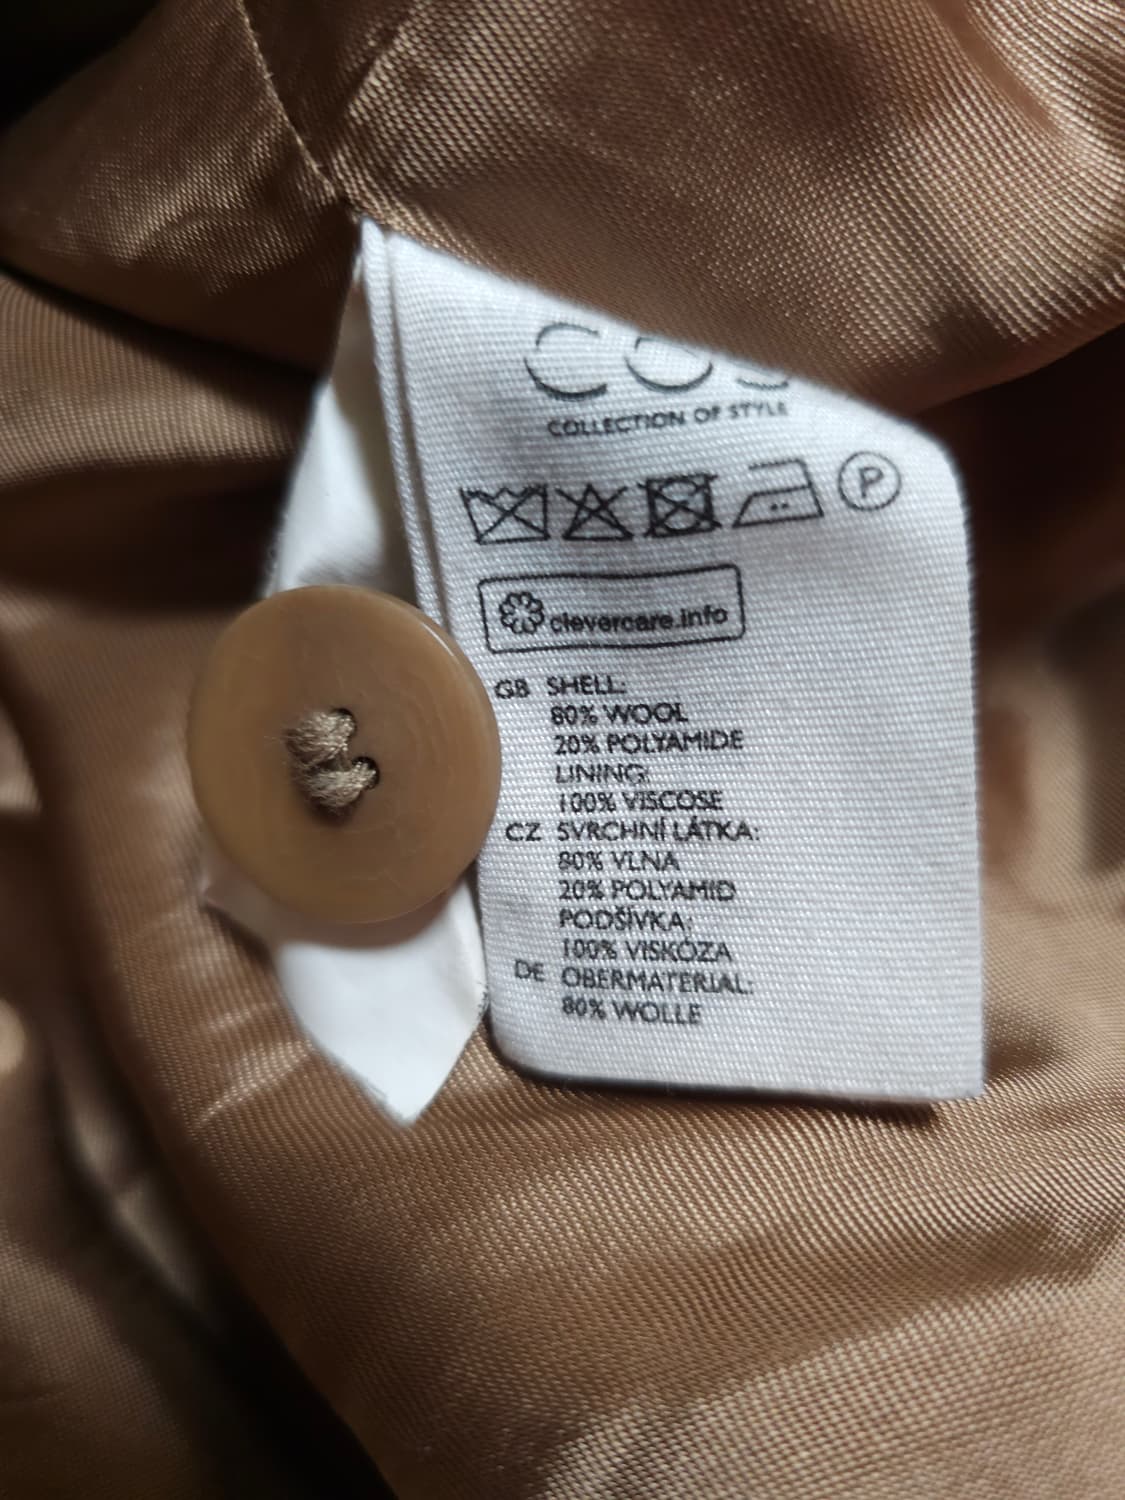 COS
COLLECTION OF STYLE
P
clevercare.info
GB SHELL:
80% WOOL
20% POLYAMIDE
LINING:
100% VISCOSE
CZ SVRCHNÍ LÁTKA:
80% VLNA
20% POLYAMID
PODŠÍVKA:
100% VISKÓZA
DE OBERMATERIAL:
80% WOLLE